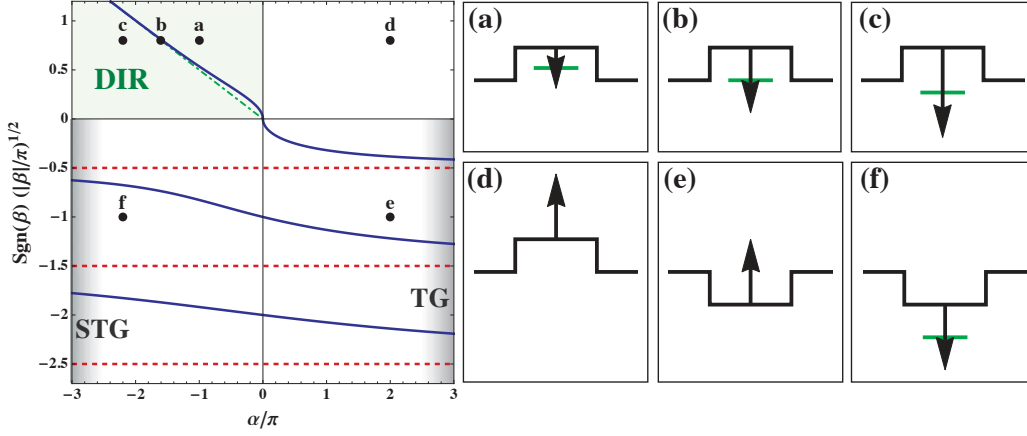 Sgn(β) (|β|/π)^{1/2}
1
0.5
0
−0.5
−1
−1.5
−2
−2.5
c
b
a
d
DIR
f
e
STG
TG
−3
−2
−1
0
1
2
3
α/π
(a)
(b)
(c)
(d)
(e)
(f)